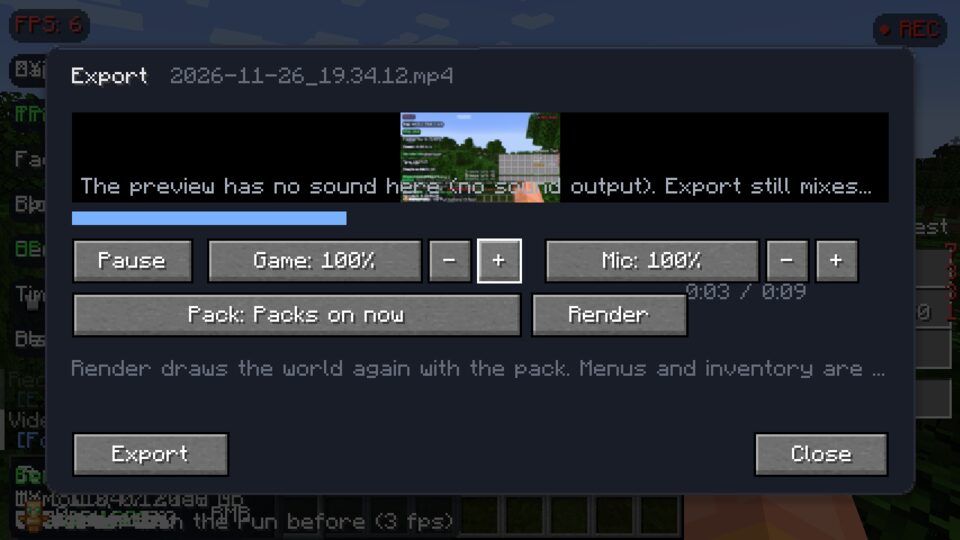 FPS: 6
REC
Export 2026-11-26_19.34.12.mp4
The preview has no sound here (no sound output). Export still mixes...
Pause
Game: 100%
-
+
Mic: 100%
-
+
0:03 / 0:09
Pack: Packs on now
Render
Render draws the world again with the pack. Menus and inventory are ...
Export
Close
before (3 fps)